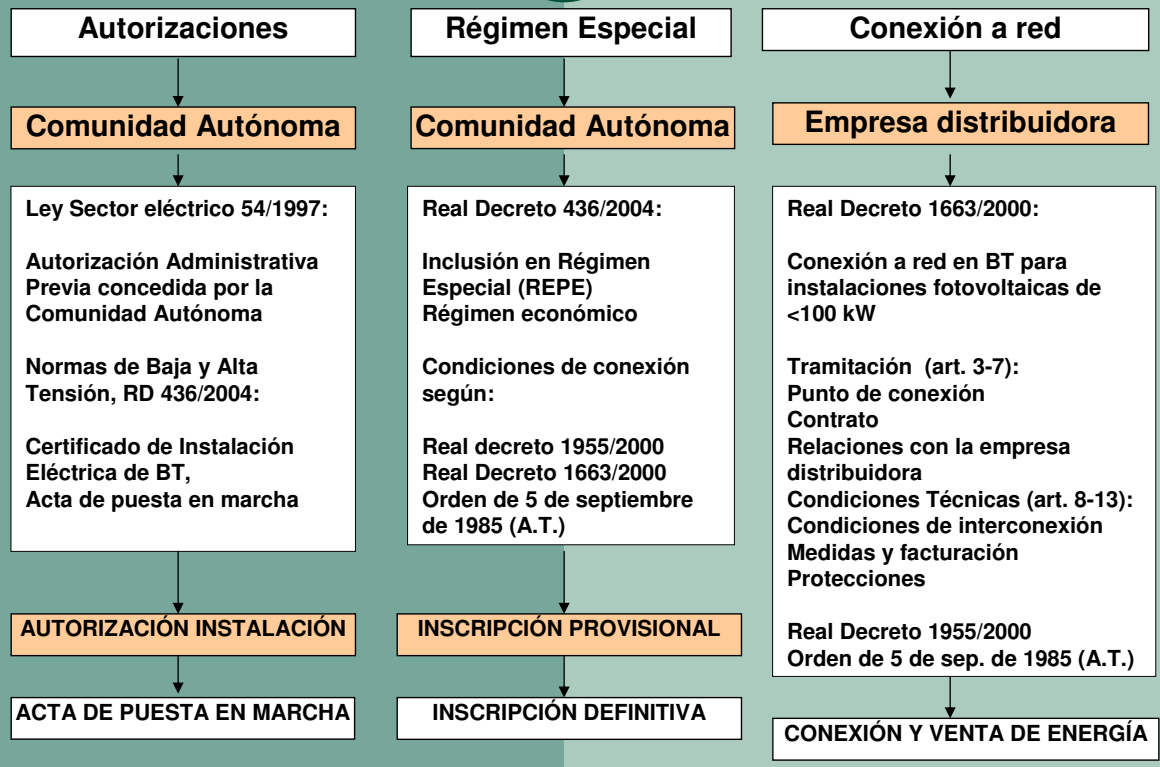 Autorizaciones
Comunidad Autónoma
Ley Sector eléctrico 54/1997:
Autorización Administrativa
Previa concedida por la
Comunidad Autónoma
Normas de Baja y Alta
Tensión, RD 436/2004:
Certificado de Instalación
Eléctrica de BT,
Acta de puesta en marcha
AUTORIZACIÓN INSTALACIÓN
ACTA DE PUESTA EN MARCHA
Régimen Especial
Comunidad Autónoma
Real Decreto 436/2004:
Inclusión en Régimen
Especial (REPE)
Régimen económico
Condiciones de conexión
según:
Real decreto 1955/2000
Real Decreto 1663/2000
Orden de 5 de septiembre
de 1985 (A.T.)
INSCRIPCIÓN PROVISIONAL
INSCRIPCIÓN DEFINITIVA
Conexión a red
Empresa distribuidora
Real Decreto 1663/2000:
Conexión a red en BT para
instalaciones fotovoltaicas de
<100 kW
Tramitación (art. 3-7):
Punto de conexión
Contrato
Relaciones con la empresa
distribuidora
Condiciones Técnicas (art. 8-13):
Condiciones de interconexión
Medidas y facturación
Protecciones
Real Decreto 1955/2000
Orden de 5 de sep. de 1985 (A.T.)
CONEXIÓN Y VENTA DE ENERGÍA